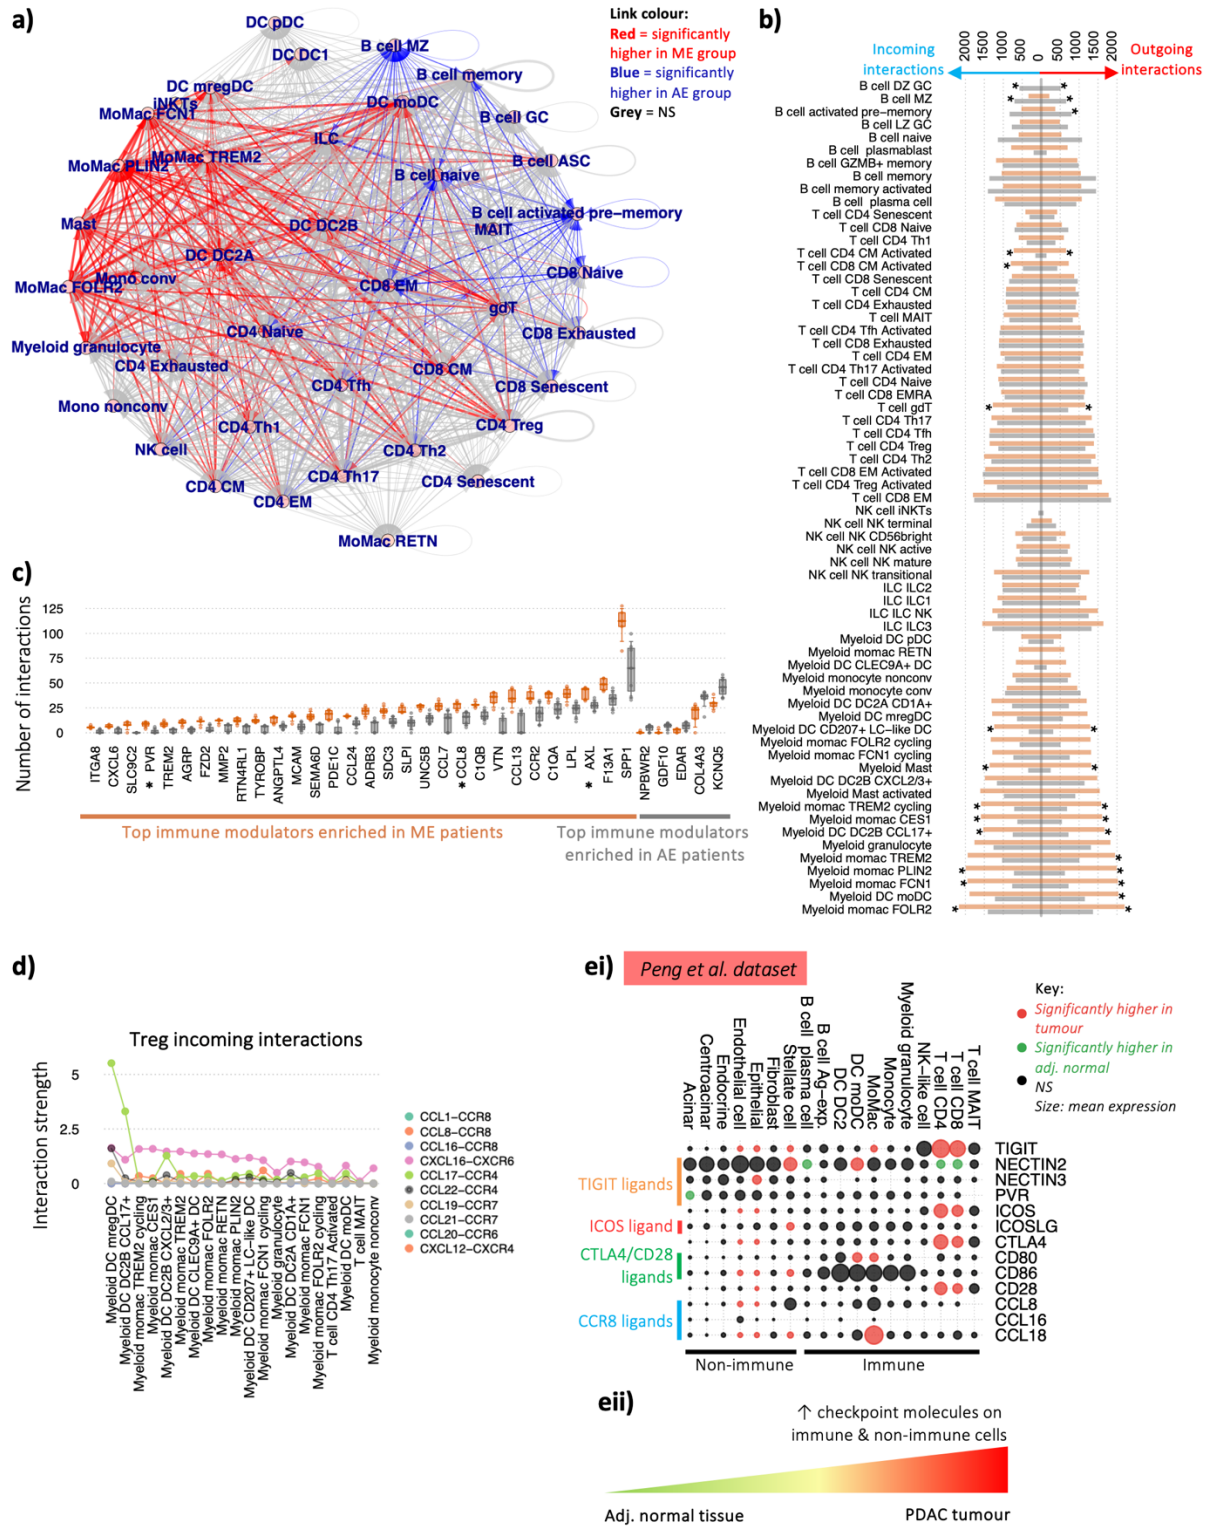 a)
DC pDC
DC DC1
B cell MZ
B cell memory
DC mregDC
iNKTs
MoMac FCN1
DC moDC
B cell GC
ILC
MoMac TREM2
MoMac PLIN2
B cell ASC
B cell naive
Mast
DC DC2B
B cell activated pre-memory
MAIT
DC DC2A
Mono conv
MoMac FOLR2
CD8 EM
CD8 Naive
gdT
CD4 Naive
CD8 Exhausted
Myeloid granulocyte
CD4 Exhausted
CD8 CM
CD4 Tfh
CD8 Senescent
Mono nonconv
CD4 Th1
CD4 Treg
NK cell
CD4 Th2
CD4 Th17
CD4 Senescent
CD4 CM
CD4 EM
MoMac RETN
Link colour:
Red = significantly
higher in ME group
Blue = significantly
higher in AE group
Grey = NS
b)
Incoming
interactions
Outgoing
interactions
20000
15000
10000
5000
0
5000
10000
15000
20000
B cell DZ GC
B cell MZ
B cell activated pre-memory
B cell LZ GC
B cell naive
B cell plasmablast
B cell GZMB+ memory
B cell memory
B cell memory activated
B cell plasma cell
T cell CD4 Senescent
T cell CD8 Naive
T cell CD4 Th1
T cell CD4 CM Activated
T cell CD8 CM Activated
T cell CD8 Senescent
T cell CD4 CM
T cell CD4 Exhausted
T cell MAIT
T cell CD4 Tfh Activated
T cell CD8 Exhausted
T cell CD4 EM
T cell CD4 Th17 Activated
T cell CD4 Naive
T cell CD8 EMRA
T cell gdT
T cell CD4 Th17
T cell CD4 Tfh
T cell CD4 Treg
T cell CD4 Th2
T cell CD8 EM Activated
T cell CD4 Treg Activated
T cell CD8 EM
NK cell iNKTs
NK cell NK terminal
NK cell NK CD56bright
NK cell NK active
NK cell NK mature
NK cell NK transitional
ILC ILC2
ILC ILC1
ILC ILC NK
ILC ILC3
Myeloid DC pDC
Myeloid momac RETN
Myeloid DC CLEC9A+ DC
Myeloid monocyte nonconv
Myeloid monocyte conv
Myeloid DC DC2A CD1A+
Myeloid DC mregDC
Myeloid DC CD207+ LC-like DC
Myeloid momac FOLR2 cycling
Myeloid momac FCN1 cycling
Myeloid Mast
Myeloid DC DC2B CXCL2/3+
Myeloid Mast activated
Myeloid momac TREM2 cycling
Myeloid momac CES1
Myeloid DC DC2B CCL17+
Myeloid granulocyte
Myeloid momac TREM2
Myeloid momac PLIN2
Myeloid momac FCN1
Myeloid DC moDC
Myeloid momac FOLR2
c)
Number of interactions
125
100
75
50
25
0
ITGA8
CXCL6
SLC9C2
* PVR
TREM2
AGRP
FZD2
MMP2
RTN4RL1
TYROBP
ANGPTL4
MCAM
SEMA6D
PDE1C
CCL24
ADRB3
SDC3
SLPI
UNC5B
CCL7
* CCL8
C1QB
VTN
CCL13
CCR2
C1QA
LPL
* AXL
F13A1
SPP1
NPBWR2
GDF10
EDAR
COL4A3
KCNQ5
Top immune modulators enriched in ME patients
Top immune modulators
enriched in AE patients
d)
Treg incoming interactions
Interaction strength
5
2.5
0
Myeloid DC mregDC
Myeloid DC DC2B CCL17+
Myeloid momac TREM2 cycling
Myeloid momac CES1
Myeloid DC DC2B CXCL2/3+
Myeloid momac TREM2
Myeloid DC CLEC9A+ DC
Myeloid momac FOLR2
Myeloid momac RETN
Myeloid momac PLIN2
Myeloid DC CD207+ LC-like DC
Myeloid momac FCN1 cycling
Myeloid granulocyte
Myeloid DC DC2A CD1A+
Myeloid momac FCN1
Myeloid momac FOLR2 cycling
T cell CD4 Th17 Activated
Myeloid DC moDC
T cell MAIT
Myeloid monocyte nonconv
CCL1−CCR8
CCL8−CCR8
CCL16−CCR8
CXCL16−CXCR6
CCL17−CCR4
CCL22−CCR4
CCL19−CCR7
CCL21−CCR7
CCL20−CCR6
CXCL12−CXCR4
ei)
Peng et al. dataset
Acinar
Centroacinar
Endocrine
Endothelial cell
Epithelial
Fibroblast
Stellate cell
B cell plasma cell
B cell Ag-exp.
DC DC2
DC moDC
MoMac
Monocyte
Myeloid granulocyte
NK-like cell
T cell CD4
T cell CD8
T cell MAIT
Key:
Significantly higher in
tumour
Significantly higher in
adj. normal
NS
Size: mean expression
TIGIT
NECTIN2
NECTIN3
PVR
ICOS
ICOSLG
CTLA4
CD80
CD86
CD28
CCL8
CCL16
CCL18
TIGIT ligands
ICOS ligand
CTLA4/CD28
ligands
CCR8 ligands
Non-immune
Immune
eii)
↑ checkpoint molecules on
immune & non-immune cells
Adj. normal tissue
PDAC tumour